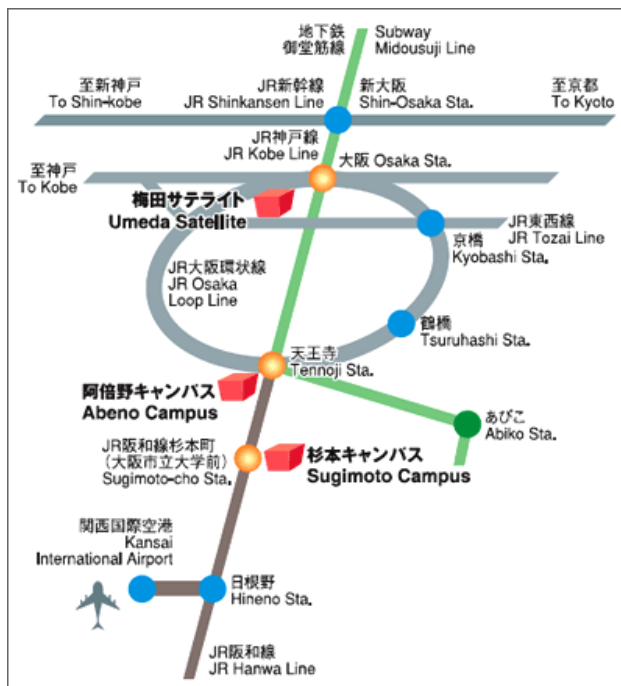 地下鉄
御堂筋線
Subway
Midousuji Line
至新神戸
To Shin-kobe
JR新幹線
JR Shinkansen Line
新大阪
Shin-Osaka Sta.
至京都
To Kyoto
JR神戸線
JR Kobe Line
大阪 Osaka Sta.
至神戸
To Kobe
梅田サテライト
Umeda Satellite
JR東西線
JR Tozai Line
京橋
Kyobashi Sta.
JR大阪環状線
JR Osaka
Loop Line
鶴橋
Tsuruhashi Sta.
天王寺
Tennoji Sta.
阿倍野キャンパス
Abeno Campus
あびこ
Abiko Sta.
JR阪和線杉本町
(大阪市立大学前)
Sugimoto-cho Sta.
杉本キャンパス
Sugimoto Campus
関西国際空港
Kansai
International Airport
日根野
Hineno Sta.
JR阪和線
JR Hanwa Line